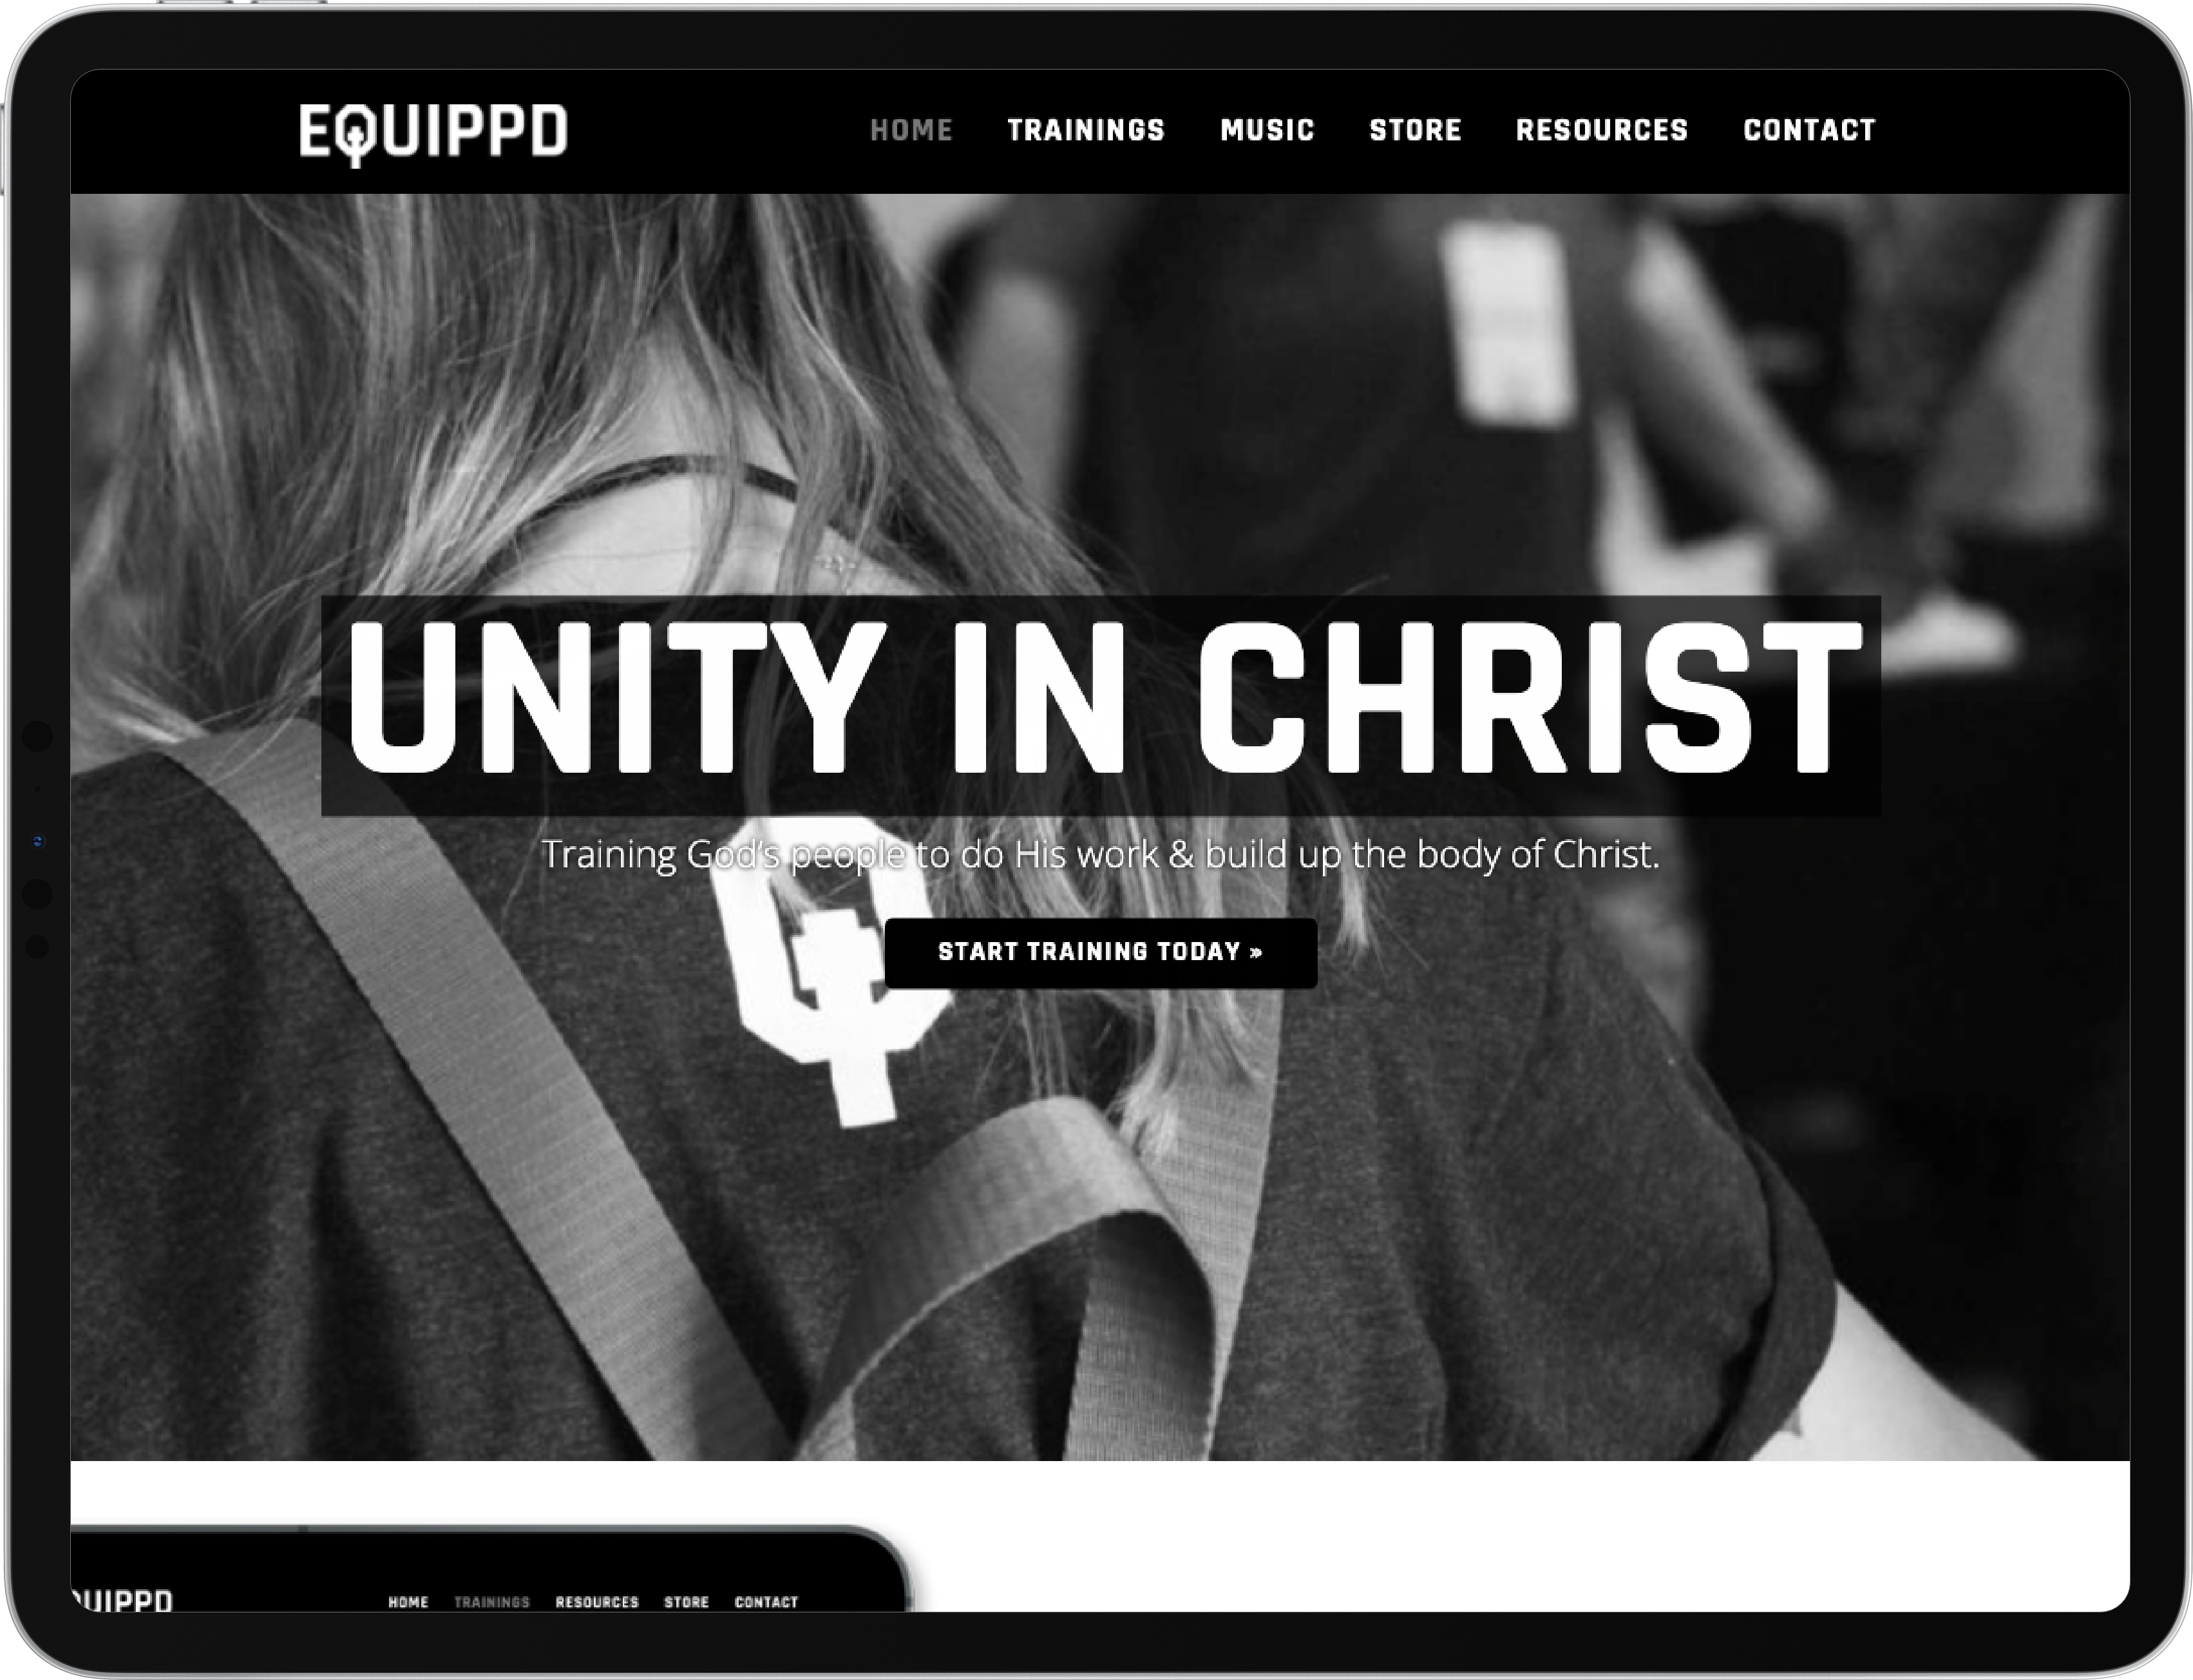 EQUIPPD
HOME TRAININGS MUSIC STORE RESOURCES CONTACT
UNITY IN CHRIST
Training God's people to do His work & build up the body of Christ.
START TRAINING TODAY »
QUIPPD
HOME TRAININGS RESOURCES STORE CONTACT